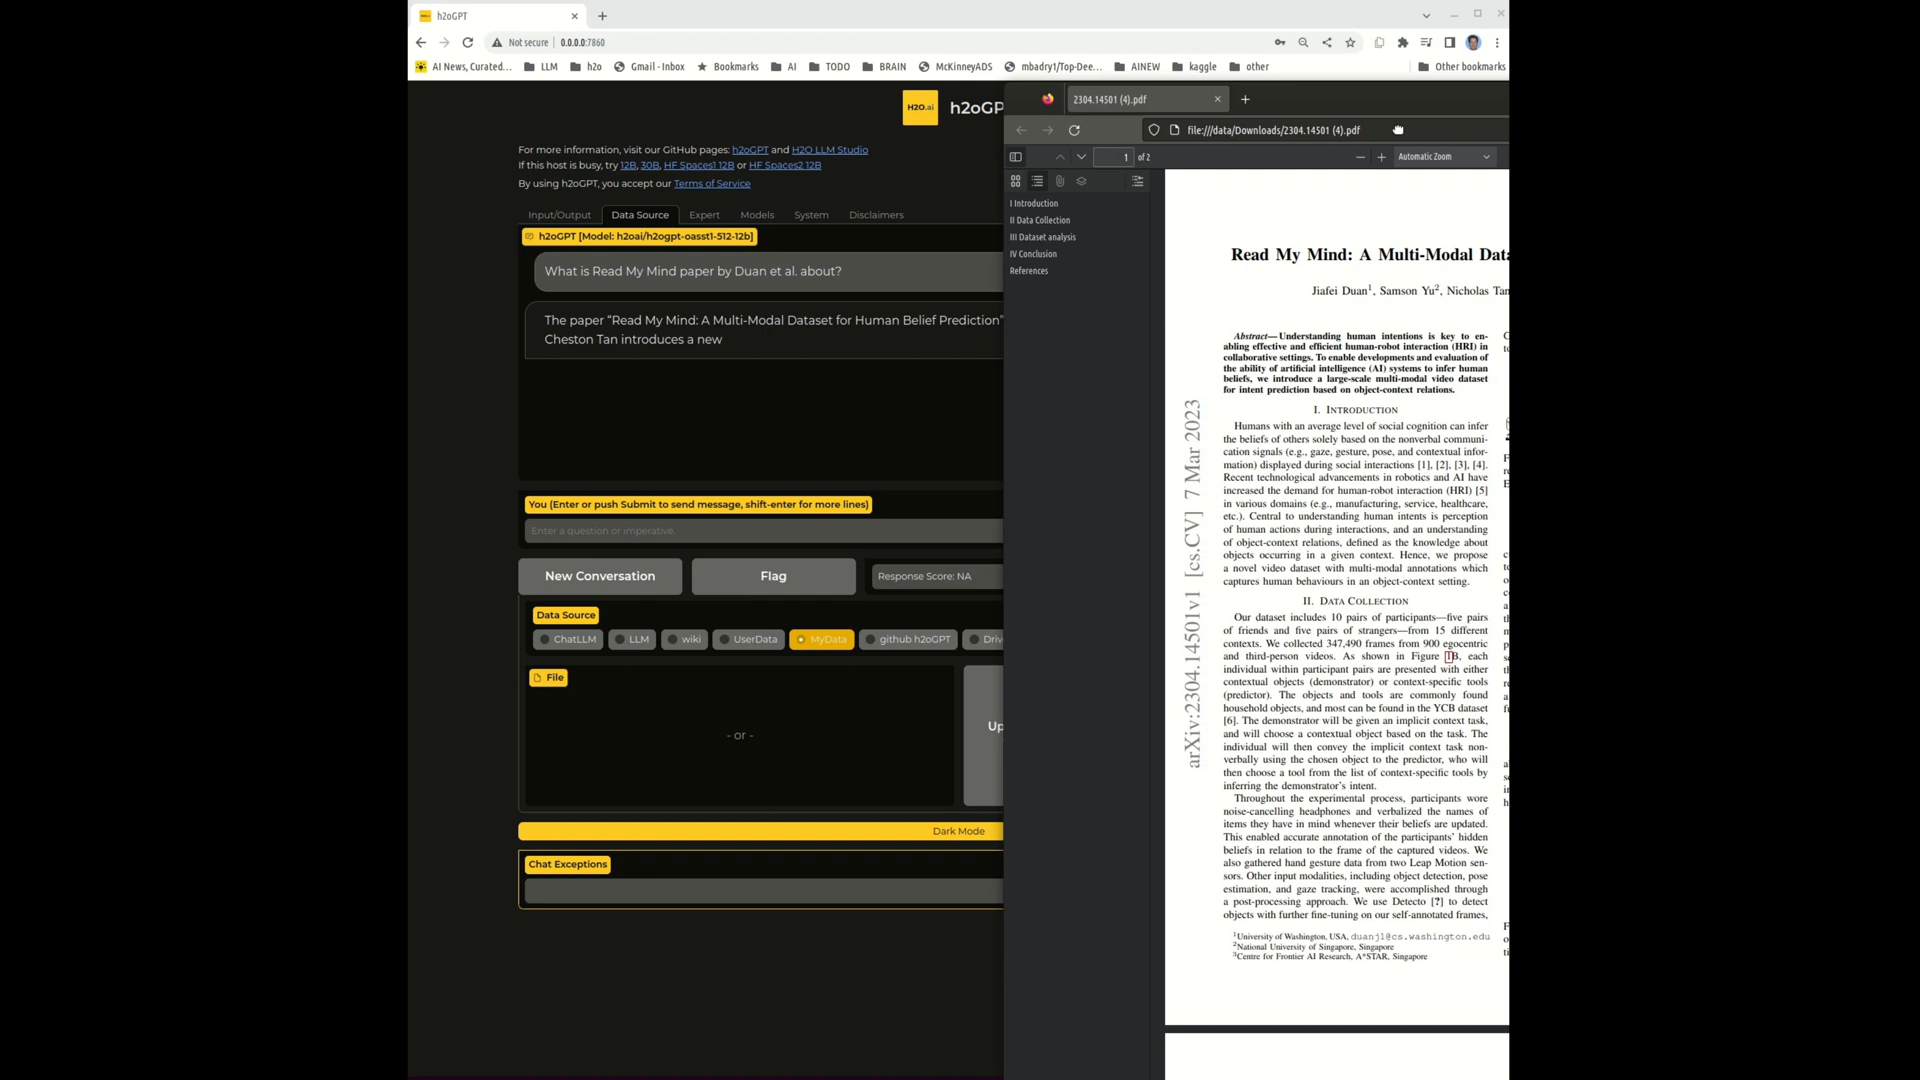 h2oGPT
Not secure | 0.0.0.0:7860
AI News, Curated... LLM h2o Gmail - Inbox Bookmarks AI TODO BRAIN McKinneyADS mbadry1/Top-Dee... AINEW kaggle other Other bookmarks
H2O.ai h2oGP
For more information, visit our GitHub pages: h2oGPT and H2O LLM Studio
If this host is busy, try 12B, 30B, HF Spaces1 12B or HF Spaces2 12B
By using h2oGPT, you accept our Terms of Service
Input/Output Data Source Expert Models System Disclaimers
h2oGPT [Model: h2oai/h2ogpt-oasst1-512-12b]
What is Read My Mind paper by Duan et al. about?
The paper “Read My Mind: A Multi-Modal Dataset for Human Belief Prediction”
Cheston Tan introduces a new
You (Enter or push Submit to send message, shift-enter for more lines)
Enter a question or imperative.
New Conversation Flag Response Score: NA
Data Source
ChatLLM LLM wiki UserData MyData github h2oGPT Driv
File
- or -
Up
Dark Mode
Chat Exceptions
2304.14501 (4).pdf
file:///data/Downloads/2304.14501 (4).pdf
1 of 2 Automatic Zoom
I Introduction
II Data Collection
III Dataset analysis
IV Conclusion
References
arXiv:2304.14501v1 [cs.CV] 7 Mar 2023
Read My Mind: A Multi-Modal Data
Jiafei Duan1, Samson Yu2, Nicholas Tan
Abstract—Understanding human intentions is key to en-
abling effective and efficient human-robot interaction (HRI) in
collaborative settings. To enable developments and evaluation of
the ability of artificial intelligence (AI) systems to infer human
beliefs, we introduce a large-scale multi-modal video dataset
for intent prediction based on object-context relations.
I. INTRODUCTION
Humans with an average level of social cognition can infer
the beliefs of others solely based on the nonverbal communi-
cation signals (e.g., gaze, gesture, pose, and contextual infor-
mation) displayed during social interactions [1], [2], [3], [4].
Recent technological advancements in robotics and AI have
increased the demand for human-robot interaction (HRI) [5]
in various domains (e.g., manufacturing, service, healthcare,
etc.). Central to understanding human intents is perception
of human actions during interactions, and an understanding
of object-context relations, defined as the knowledge about
objects occurring in a given context. Hence, we propose
a novel video dataset with multi-modal annotations which
captures human behaviours in an object-context setting.
II. DATA COLLECTION
Our dataset includes 10 pairs of participants—five pairs
of friends and five pairs of strangers—from 15 different
contexts. We collected 347,490 frames from 900 egocentric
and third-person videos. As shown in Figure 1B, each
individual within participant pairs are presented with either
contextual objects (demonstrator) or context-specific tools
(predictor). The objects and tools are commonly found
household objects, and most can be found in the YCB dataset
[6]. The demonstrator will be given an implicit context task,
and will choose a contextual object based on the task. The
individual will then convey the implicit context task non-
verbally using the chosen object to the predictor, who will
then choose a tool from the list of context-specific tools by
inferring the demonstrator's intent.
Throughout the experimental process, participants wore
noise-cancelling headphones and verbalized the names of
items they have in mind whenever their beliefs are updated.
This enabled accurate annotation of the participants' hidden
beliefs in relation to the frame of the captured videos. We
also gathered hand gesture data from two Leap Motion sen-
sors. Other input modalities, including object detection, pose
estimation, and gaze tracking, were accomplished through
a post-processing approach. We use Detecto [?] to detect
objects with further fine-tuning on our self-annotated frames,
1University of Washington, USA, duanj1@cs.washington.edu
2National University of Singapore, Singapore
3Centre for Frontier AI Research, A*STAR, Singapore